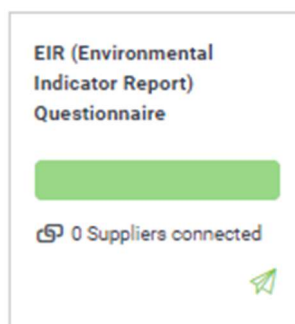 EIR (Environmental
Indicator Report)
Questionnaire
0 Suppliers connected